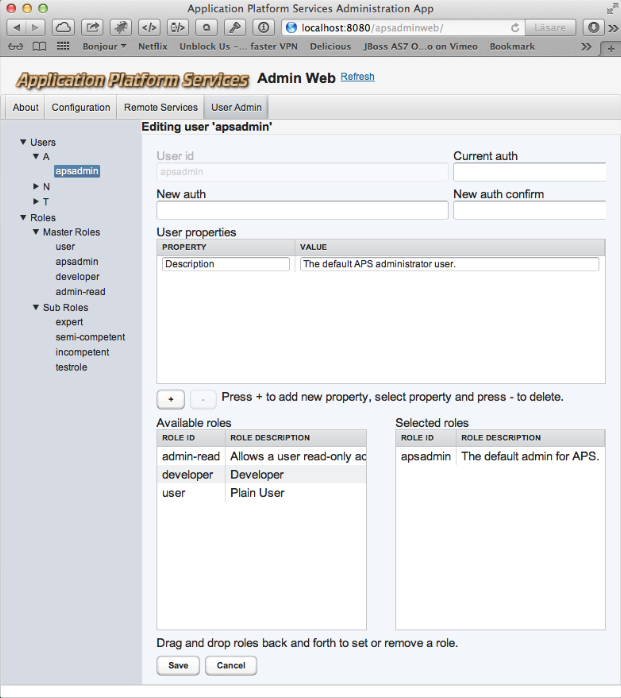 Application Platform Services Administration App
localhost:8080/apsadminweb/
Läsare
Bonjour
Netflix
Unblock Us – ... faster VPN
Delicious
JBoss AS7 O...o on Vimeo
Bookmark
Application Platform Services Admin Web Refresh
About
Configuration
Remote Services
User Admin
Editing user 'apsadmin'
Users
A
apsadmin
N
T
Roles
Master Roles
user
apsadmin
developer
admin-read
Sub Roles
expert
semi-competent
incompetent
testrole
User id
apsadmin
Current auth
New auth
New auth confirm
User properties
PROPERTY VALUE
Description The default APS administrator user.
+ - Press + to add new property, select property and press - to delete.
Available roles
ROLE ID ROLE DESCRIPTION
admin-read Allows a user read-only ac
developer Developer
user Plain User
Selected roles
ROLE ID ROLE DESCRIPTION
apsadmin The default admin for APS.
Drag and drop roles back and forth to set or remove a role.
Save Cancel